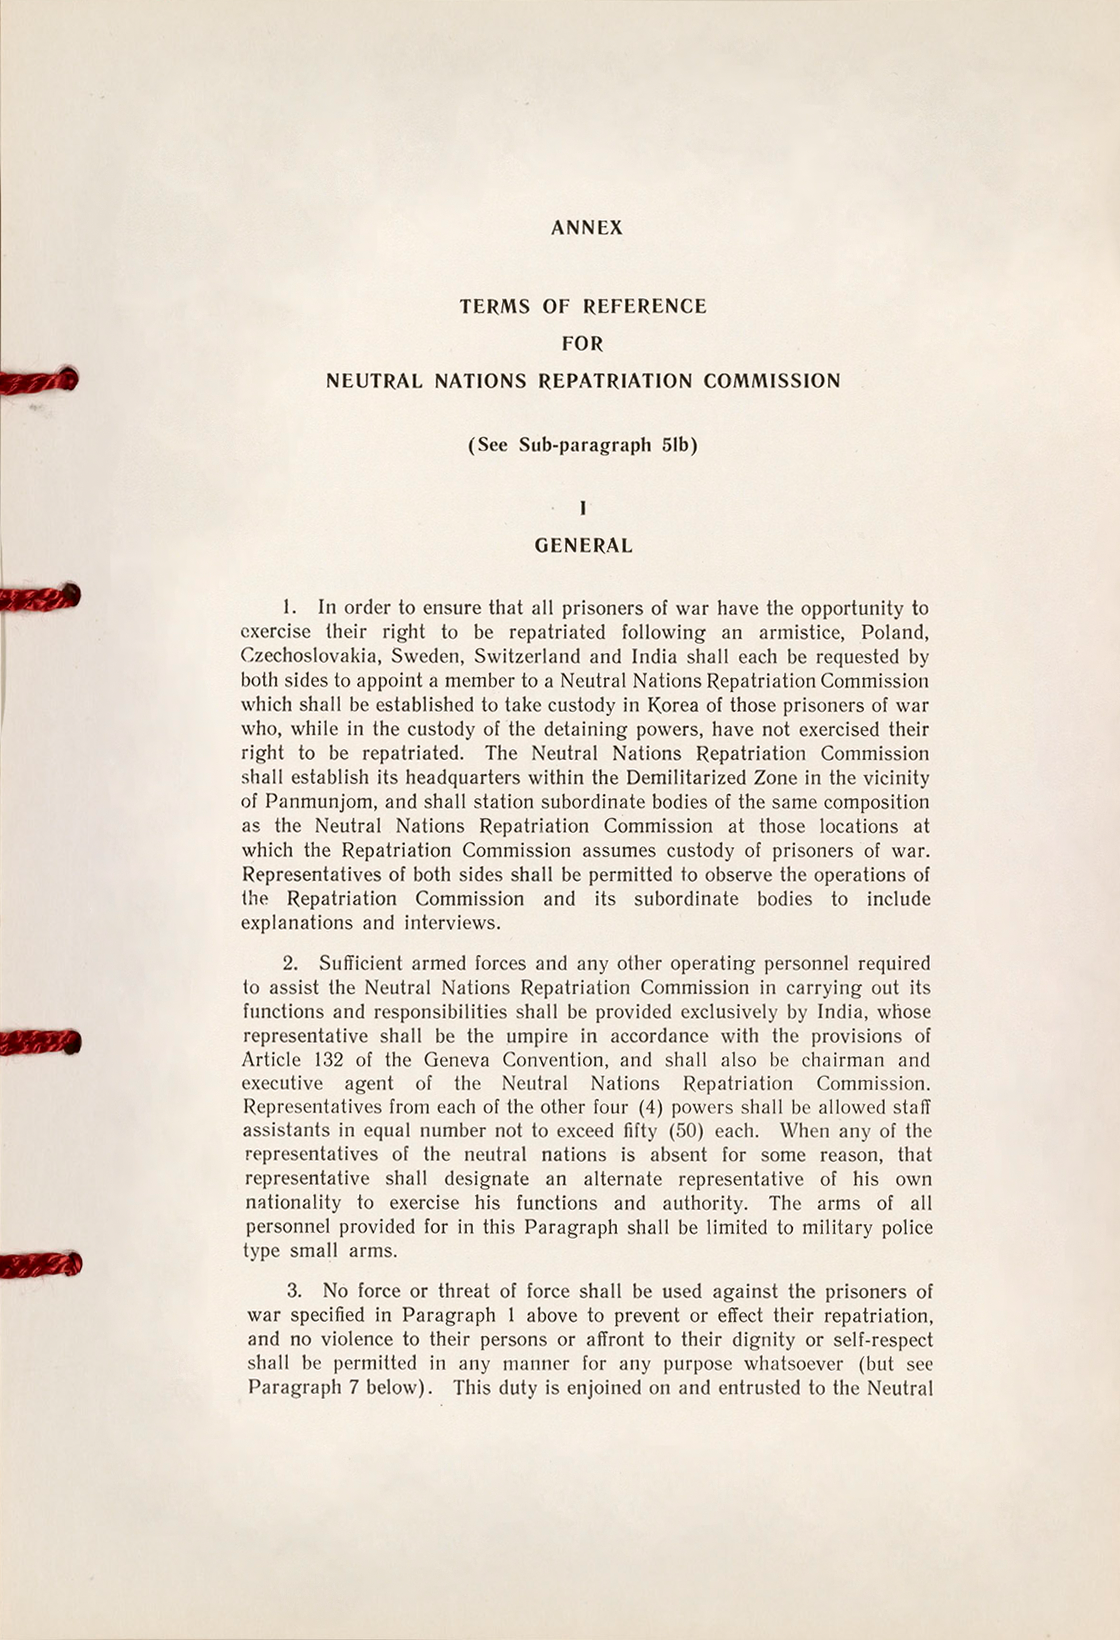 ANNEX
TERMS OF REFERENCE
FOR
NEUTRAL NATIONS REPATRIATION COMMISSION
(See Sub-paragraph 51b)
I
GENERAL
1. In order to ensure that all prisoners of war have the opportunity to
exercise their right to be repatriated following an armistice, Poland,
Czechoslovakia, Sweden, Switzerland and India shall each be requested by
both sides to appoint a member to a Neutral Nations Repatriation Commission
which shall be established to take custody in Korea of those prisoners of war
who, while in the custody of the detaining powers, have not exercised their
right to be repatriated. The Neutral Nations Repatriation Commission
shall establish its headquarters within the Demilitarized Zone in the vicinity
of Panmunjom, and shall station subordinate bodies of the same composition
as the Neutral Nations Repatriation Commission at those locations at
which the Repatriation Commission assumes custody of prisoners of war.
Representatives of both sides shall be permitted to observe the operations of
the Repatriation Commission and its subordinate bodies to include
explanations and interviews.
2. Sufficient armed forces and any other operating personnel required
to assist the Neutral Nations Repatriation Commission in carrying out its
functions and responsibilities shall be provided exclusively by India, whose
representative shall be the umpire in accordance with the provisions of
Article 132 of the Geneva Convention, and shall also be chairman and
executive agent of the Neutral Nations Repatriation Commission.
Representatives from each of the other four (4) powers shall be allowed staff
assistants in equal number not to exceed fifty (50) each. When any of the
representatives of the neutral nations is absent for some reason, that
representative shall designate an alternate representative of his own
nationality to exercise his functions and authority. The arms of all
personnel provided for in this Paragraph shall be limited to military police
type small arms.
3. No force or threat of force shall be used against the prisoners of
war specified in Paragraph 1 above to prevent or effect their repatriation,
and no violence to their persons or affront to their dignity or self-respect
shall be permitted in any manner for any purpose whatsoever (but see
Paragraph 7 below). This duty is enjoined on and entrusted to the Neutral